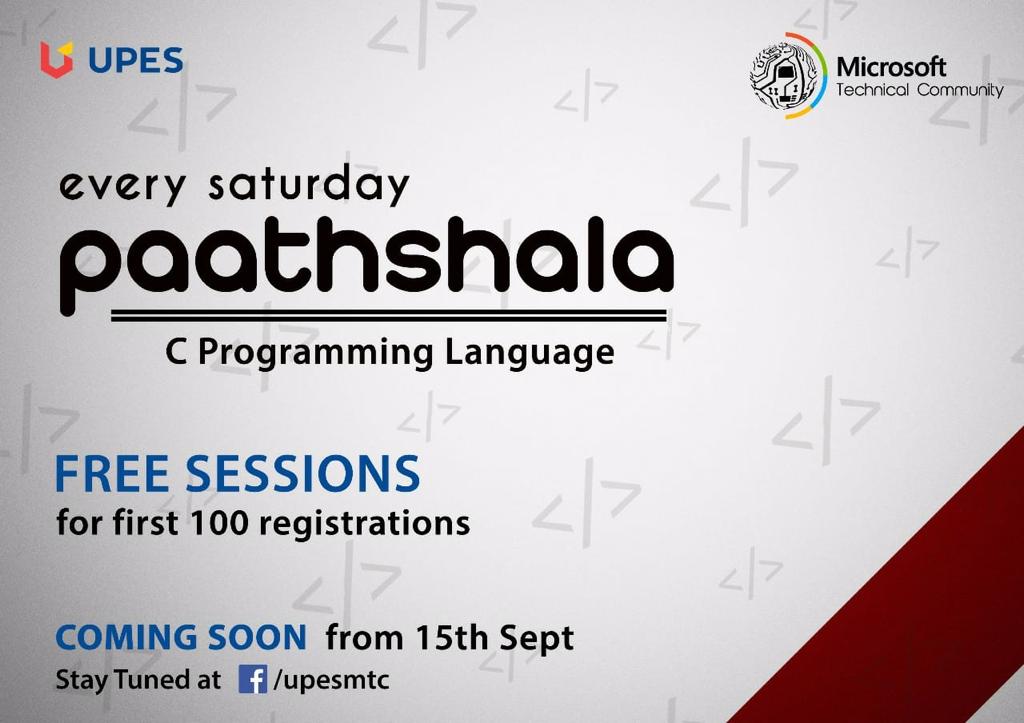 UPES
Microsoft
Technical Community
every saturday
paathshala
C Programming Language
FREE SESSIONS
for first 100 registrations
COMING SOON from 15th Sept
Stay Tuned at f /upesmtc